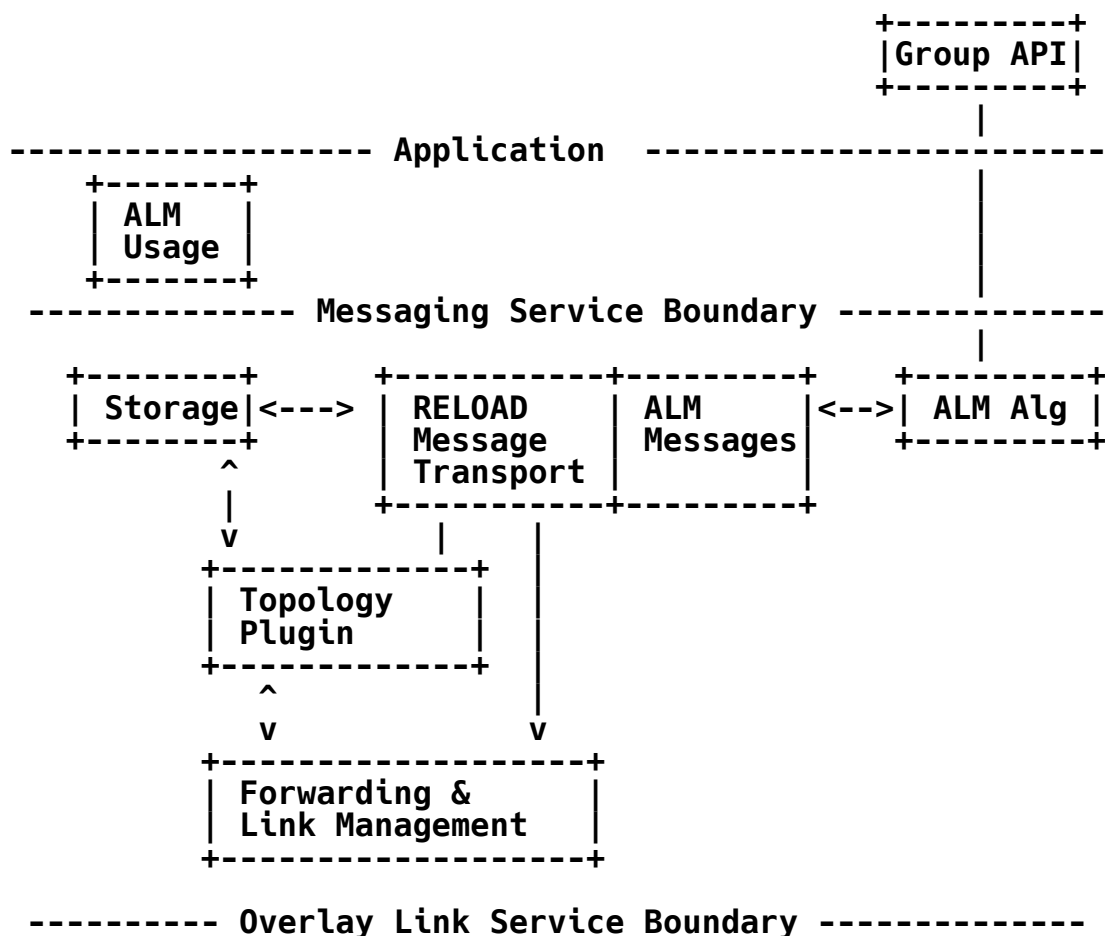 +---------+
|Group API|
+---------+
|
------------------- Application ------------------------
+-------+ |
| ALM | |
| Usage | |
+-------+ |
-------------- Messaging Service Boundary --------------
|
+--------+ +-----------+---------+ +---------+
| Storage|<---> | RELOAD | ALM |<-->| ALM Alg |
+--------+ | Message | Messages| +---------+
^ | Transport | |
| +-----------+---------+
v | |
+-------------+ |
| Topology | |
| Plugin | |
+-------------+ |
^ |
v v
+-------------------+
| Forwarding & |
| Link Management |
+-------------------+
---------- Overlay Link Service Boundary --------------